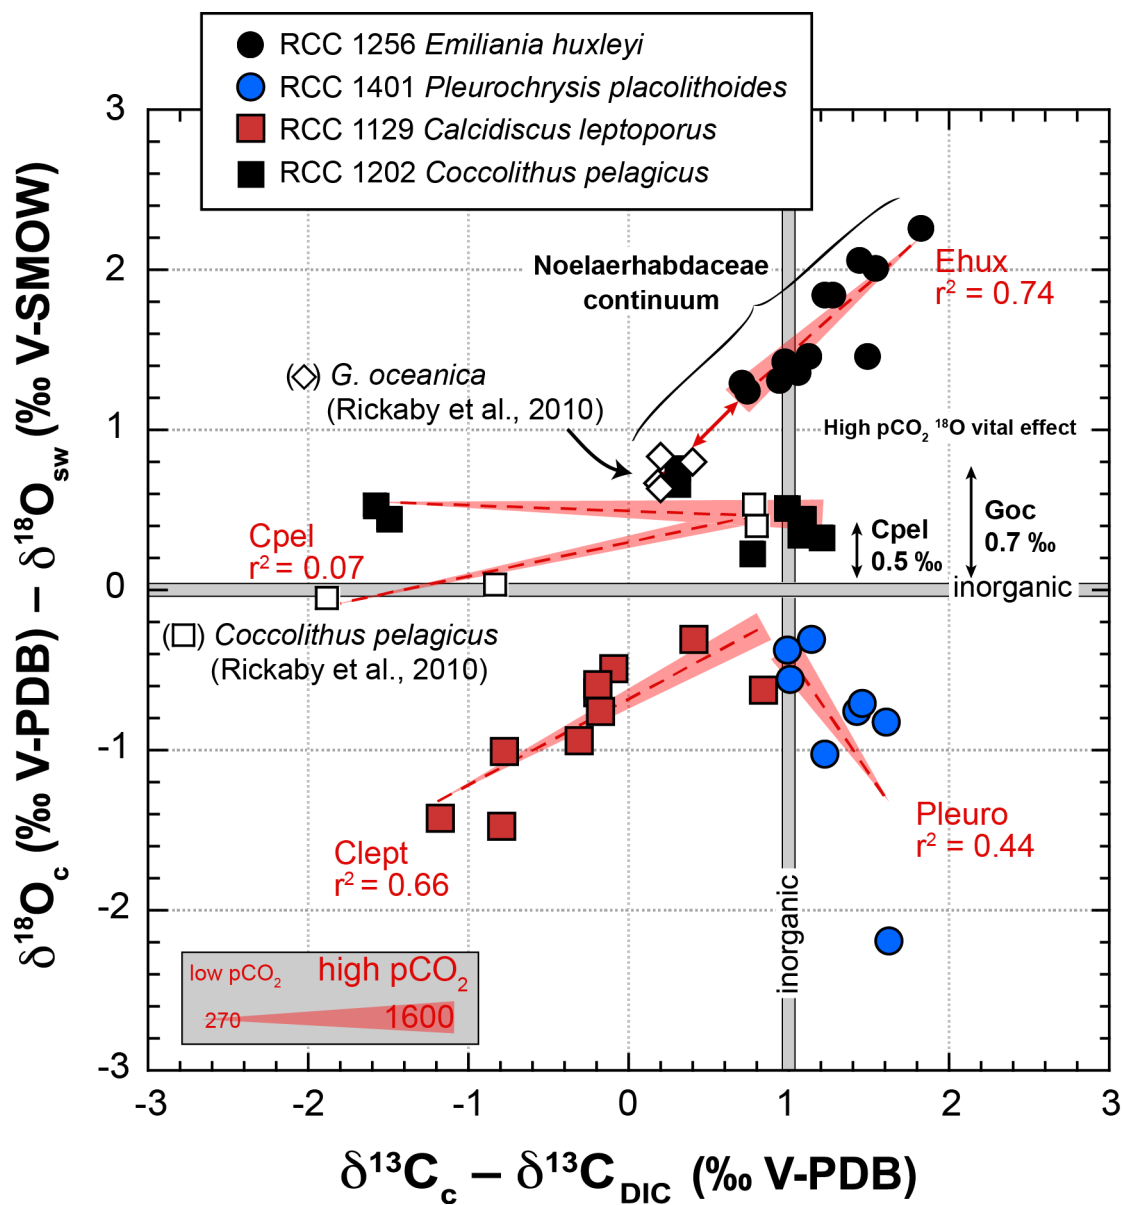 RCC 1256 Emiliania huxleyi
RCC 1401 Pleurochrysis placolithoides
RCC 1129 Calcidiscus leptoporus
RCC 1202 Coccolithus pelagicus
3
2
1
0
-1
-2
-3
δ¹⁸Oc (‰ V-PDB) – δ¹⁸Osw (‰ V-SMOW)
Noelaerhabdaceae
continuum
Ehux
r² = 0.74
( ) G. oceanica
(Rickaby et al., 2010)
High pCO₂ ¹⁸O vital effect
Cpel
0.5 ‰
Goc
0.7 ‰
Cpel
r² = 0.07
inorganic
( ) Coccolithus pelagicus
(Rickaby et al., 2010)
Clept
r² = 0.66
Pleuro
r² = 0.44
inorganic
low pCO₂
high pCO₂
270
1600
-3
-2
-1
0
1
2
3
δ¹³Cc – δ¹³CDIC (‰ V-PDB)